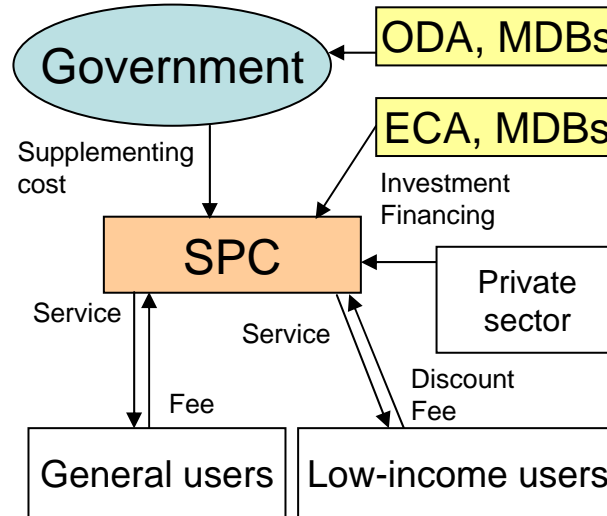 Government
ODA, MDBs
ECA, MDBs
Supplementing
cost
Investment
Financing
SPC
Private
sector
Service
Service
Fee
Discount
Fee
General users
Low-income users